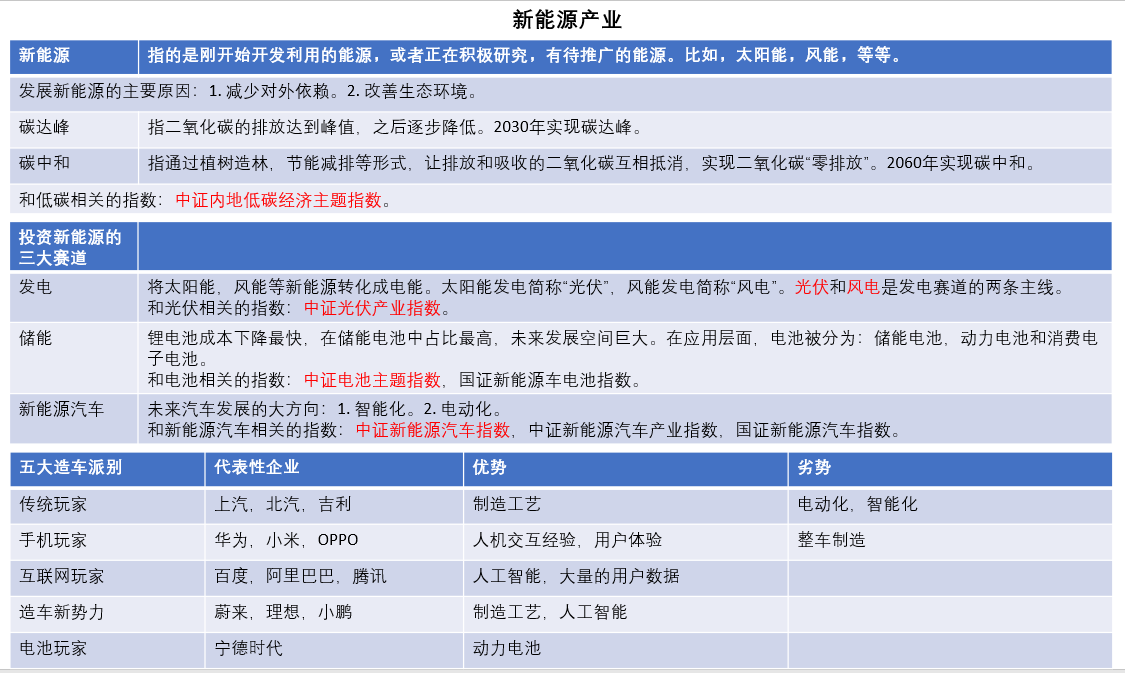 新能源产业
新能源
指的是刚开始开发利用的能源，或者正在积极研究，有待推广的能源。比如，太阳能，风能，等等。
发展新能源的主要原因：1. 减少对外依赖。2. 改善生态环境。
碳达峰
指二氧化碳的排放达到峰值，之后逐步降低。2030年实现碳达峰。
碳中和
指通过植树造林，节能减排等形式，让排放和吸收的二氧化碳互相抵消，实现二氧化碳“零排放”。2060年实现碳中和。
和低碳相关的指数：中证内地低碳经济主题指数。
投资新能源的
三大赛道
发电
将太阳能，风能等新能源转化成电能。太阳能发电简称“光伏”，风能发电简称“风电”。光伏和风电是发电赛道的两条主线。
和光伏相关的指数：中证光伏产业指数。
储能
锂电池成本下降最快，在储能电池中占比最高，未来发展空间巨大。在应用层面，电池被分为：储能电池，动力电池和消费电
子电池。
和电池相关的指数：中证电池主题指数，国证新能源车电池指数。
新能源汽车
未来汽车发展的大方向：1. 智能化。2. 电动化。
和新能源汽车相关的指数：中证新能源汽车指数，中证新能源汽车产业指数，国证新能源汽车指数。
五大造车派别 代表性企业 优势 劣势
传统玩家 上汽，北汽，吉利 制造工艺 电动化，智能化
手机玩家 华为，小米，OPPO 人机交互经验，用户体验 整车制造
互联网玩家 百度，阿里巴巴，腾讯 人工智能，大量的用户数据
造车新势力 蔚来，理想，小鹏 制造工艺，人工智能
电池玩家 宁德时代 动力电池